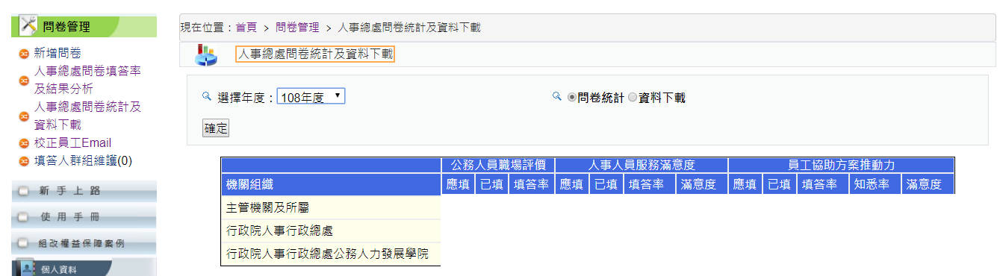 問卷管理
新增問卷
人事總處問卷填答率
及結果分析
人事總處問卷統計及
資料下載
校正員工Email
填答人群組維護(0)
新手上路
使用手冊
組改權益保障案例
個人資料
現在位置：首頁 > 問卷管理 > 人事總處問卷統計及資料下載
人事總處問卷統計及資料下載
選擇年度：108年度 問卷統計 資料下載
確定
公務人員職場評價 人事人員服務滿意度 員工協助方案推動力
機關組織 應填 已填 填答率 應填 已填 填答率 滿意度 應填 已填 填答率 知悉率 滿意度
主管機關及所屬
行政院人事行政總處
行政院人事行政總處公務人力發展學院